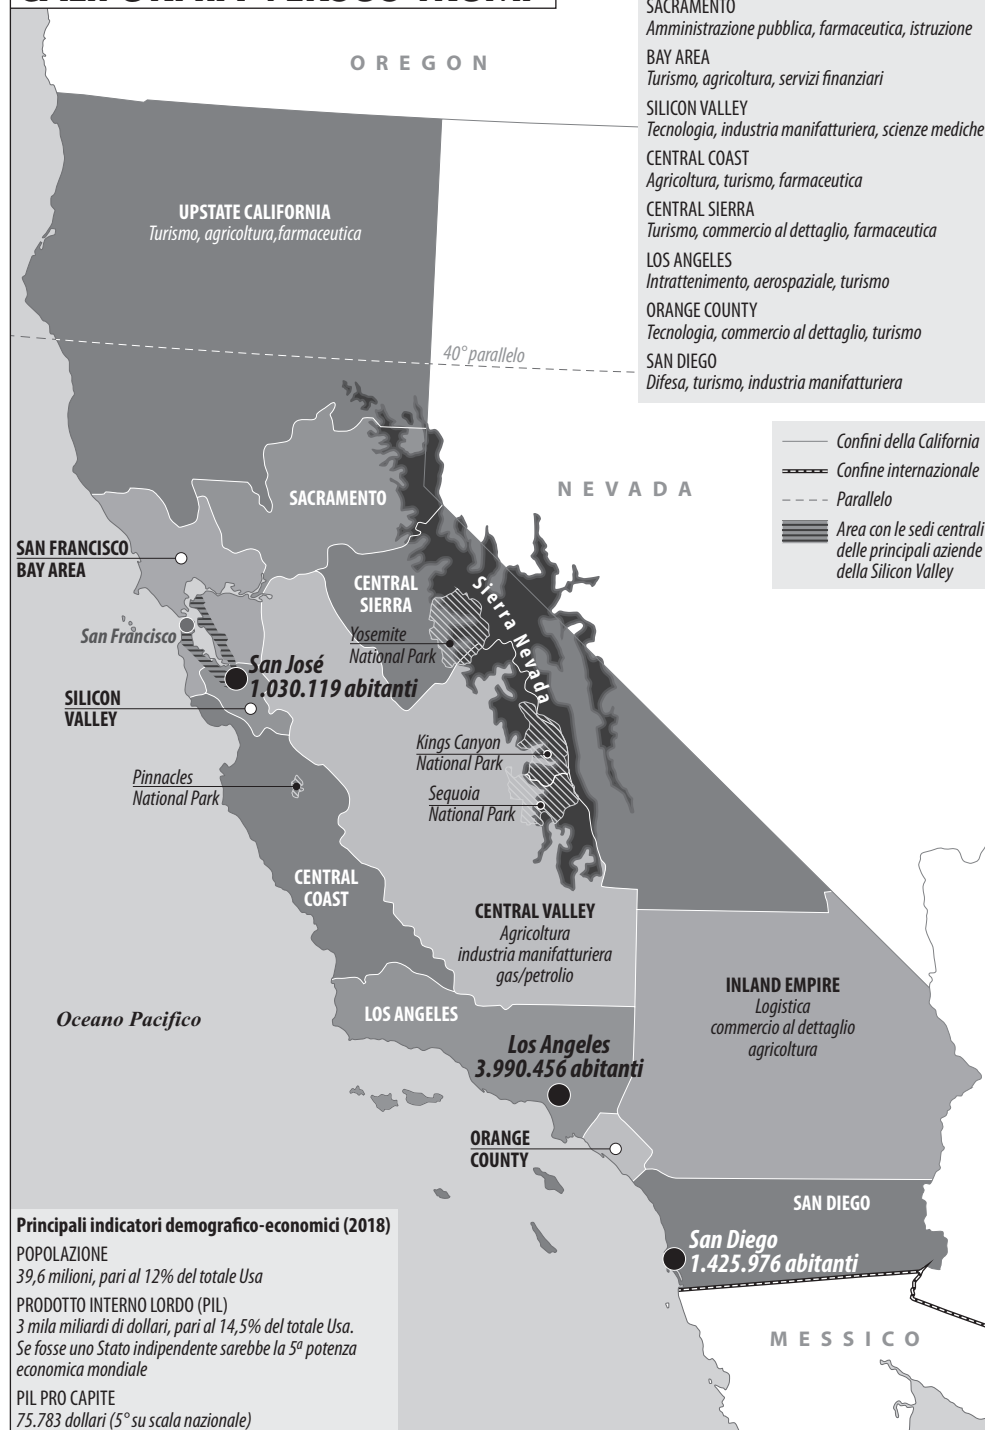 CALIFORNIA VERSUS TRUMP
SACRAMENTO
Amministrazione pubblica, farmaceutica, istruzione
BAY AREA
Turismo, agricoltura, servizi finanziari
SILICON VALLEY
Tecnologia, industria manifatturiera, scienze mediche
CENTRAL COAST
Agricoltura, turismo, farmaceutica
CENTRAL SIERRA
Turismo, commercio al dettaglio, farmaceutica
LOS ANGELES
Intrattenimento, aerospaziale, turismo
ORANGE COUNTY
Tecnologia, commercio al dettaglio, turismo
SAN DIEGO
Difesa, turismo, industria manifatturiera
Confini della California
Confine internazionale
Parallelo
Area con le sedi centrali
delle principali aziende
della Silicon Valley
OREGON
UPSTATE CALIFORNIA
Turismo, agricoltura,farmaceutica
40° parallelo
NEVADA
SACRAMENTO
SAN FRANCISCO
BAY AREA
CENTRAL
SIERRA
Sierra Nevada
San Francisco
Yosemite
National Park
San José
1.030.119 abitanti
SILICON
VALLEY
Kings Canyon
National Park
Pinnacles
National Park
Sequoia
National Park
CENTRAL
COAST
CENTRAL VALLEY
Agricoltura
industria manifatturiera
gas/petrolio
INLAND EMPIRE
Logistica
commercio al dettaglio
agricoltura
Oceano Pacifico
LOS ANGELES
Los Angeles
3.990.456 abitanti
ORANGE
COUNTY
SAN DIEGO
San Diego
1.425.976 abitanti
MESSICO
Principali indicatori demografico-economici (2018)
POPOLAZIONE
39,6 milioni, pari al 12% del totale Usa
PRODOTTO INTERNO LORDO (PIL)
3 mila miliardi di dollari, pari al 14,5% del totale Usa.
Se fosse uno Stato indipendente sarebbe la 5ª potenza
economica mondiale
PIL PRO CAPITE
75.783 dollari (5° su scala nazionale)